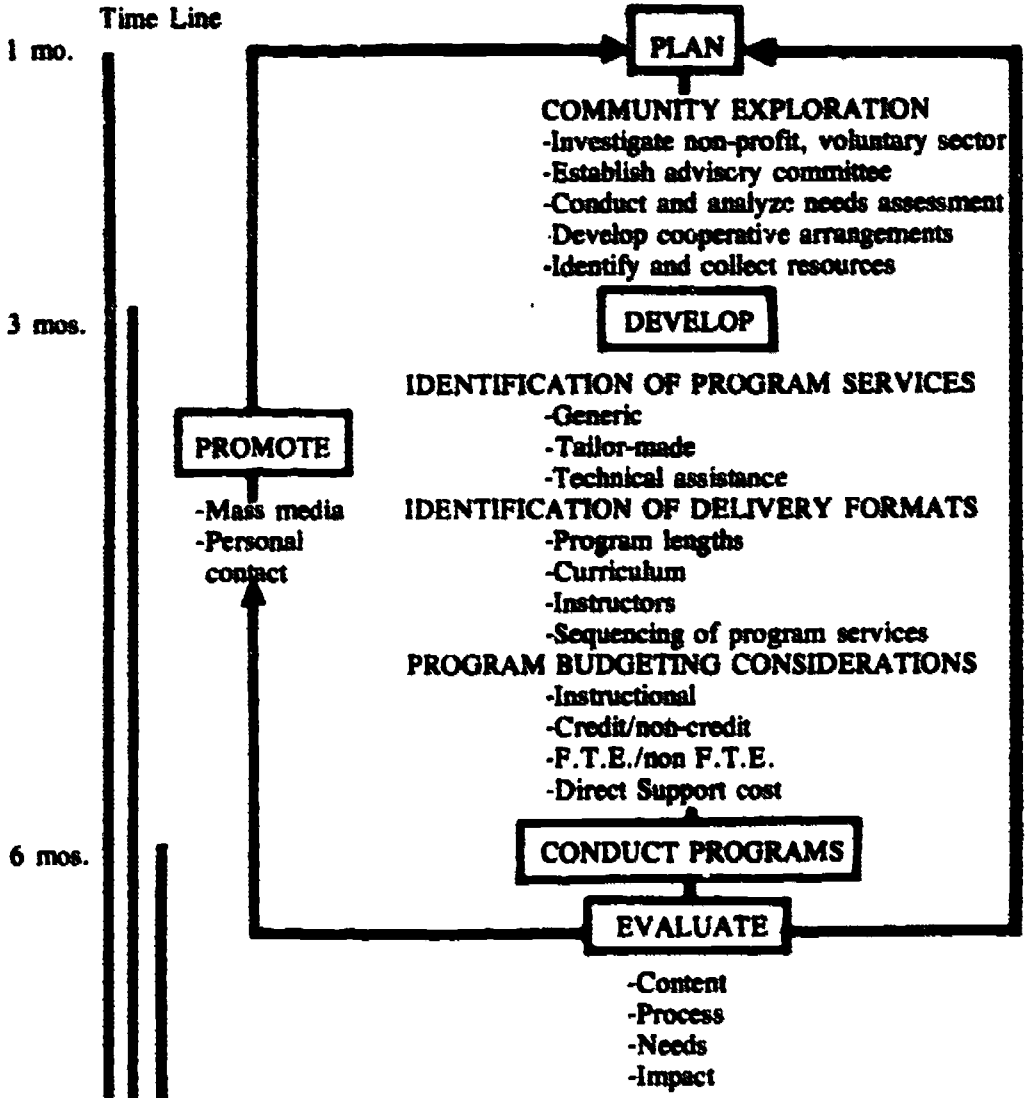 Time Line
1 mo.
PLAN
COMMUNITY EXPLORATION
-Investigate non-profit, voluntary sector
-Establish advisory committee
-Conduct and analyze needs assessment
-Develop cooperative arrangements
-Identify and collect resources
3 mos.
DEVELOP
IDENTIFICATION OF PROGRAM SERVICES
-Generic
-Tailor-made
-Technical assistance
PROMOTE
-Mass media
-Personal
contact
IDENTIFICATION OF DELIVERY FORMATS
-Program lengths
-Curriculum
-Instructors
-Sequencing of program services
PROGRAM BUDGETING CONSIDERATIONS
-Instructional
-Credit/non-credit
-F.T.E./non F.T.E.
-Direct Support cost
6 mos.
CONDUCT PROGRAMS
EVALUATE
-Content
-Process
-Needs
-Impact